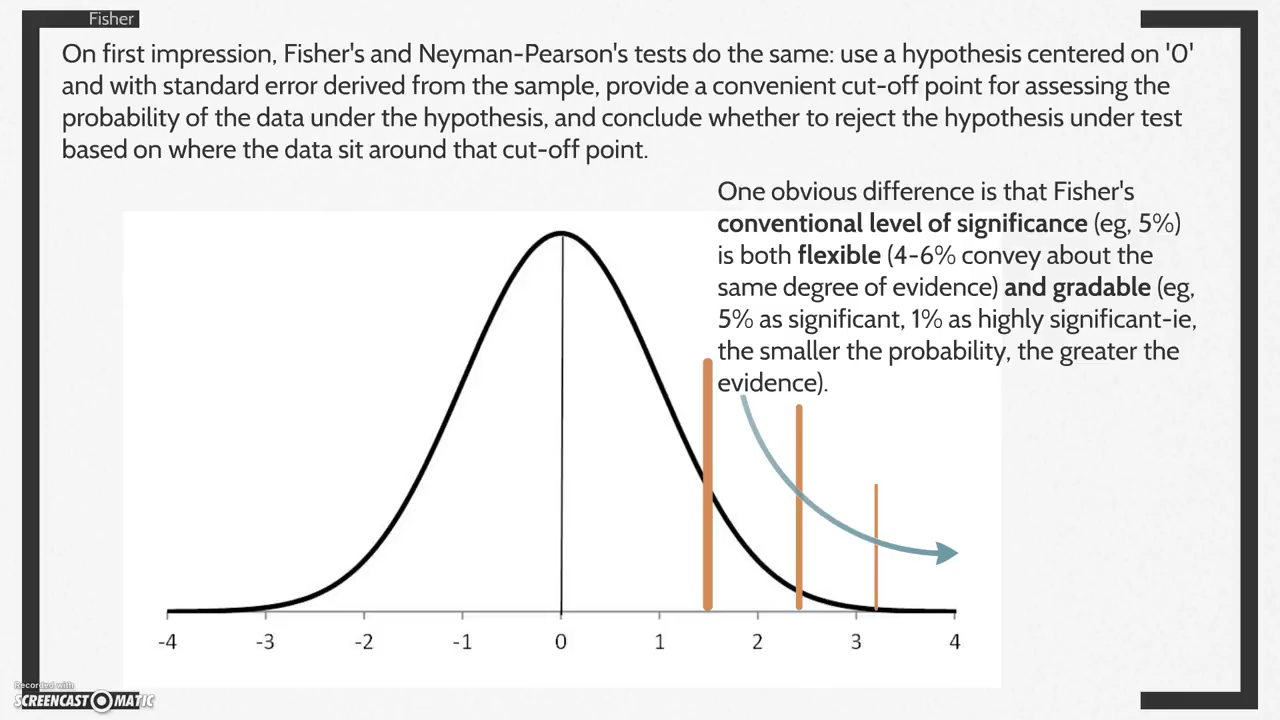 Fisher
On first impression, Fisher's and Neyman-Pearson's tests do the same: use a hypothesis centered on '0'
and with standard error derived from the sample, provide a convenient cut-off point for assessing the
probability of the data under the hypothesis, and conclude whether to reject the hypothesis under test
based on where the data sit around that cut-off point.
One obvious difference is that Fisher's
conventional level of significance (eg, 5%)
is both flexible (4-6% convey about the
same degree of evidence) and gradable (eg,
5% as significant, 1% as highly significant-ie,
the smaller the probability, the greater the
evidence).
-4 -3 -2 -1 0 1 2 3 4
Recorded with
SCREENCAST-O-MATIC